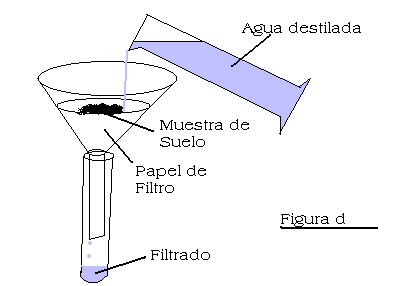 Agua destilada
Muestra de
Suelo
Papel de
Filtro
Figura d
Filtrado